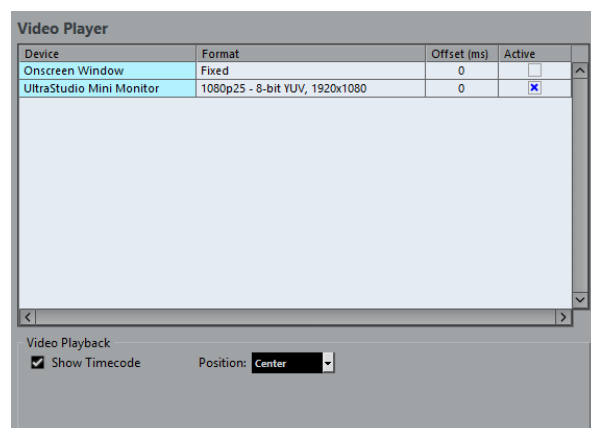 Video Player
Device Format Offset (ms) Active
Onscreen Window Fixed 0
UltraStudio Mini Monitor 1080p25 - 8-bit YUV, 1920x1080 0
Video Playback
Show Timecode Position: Center